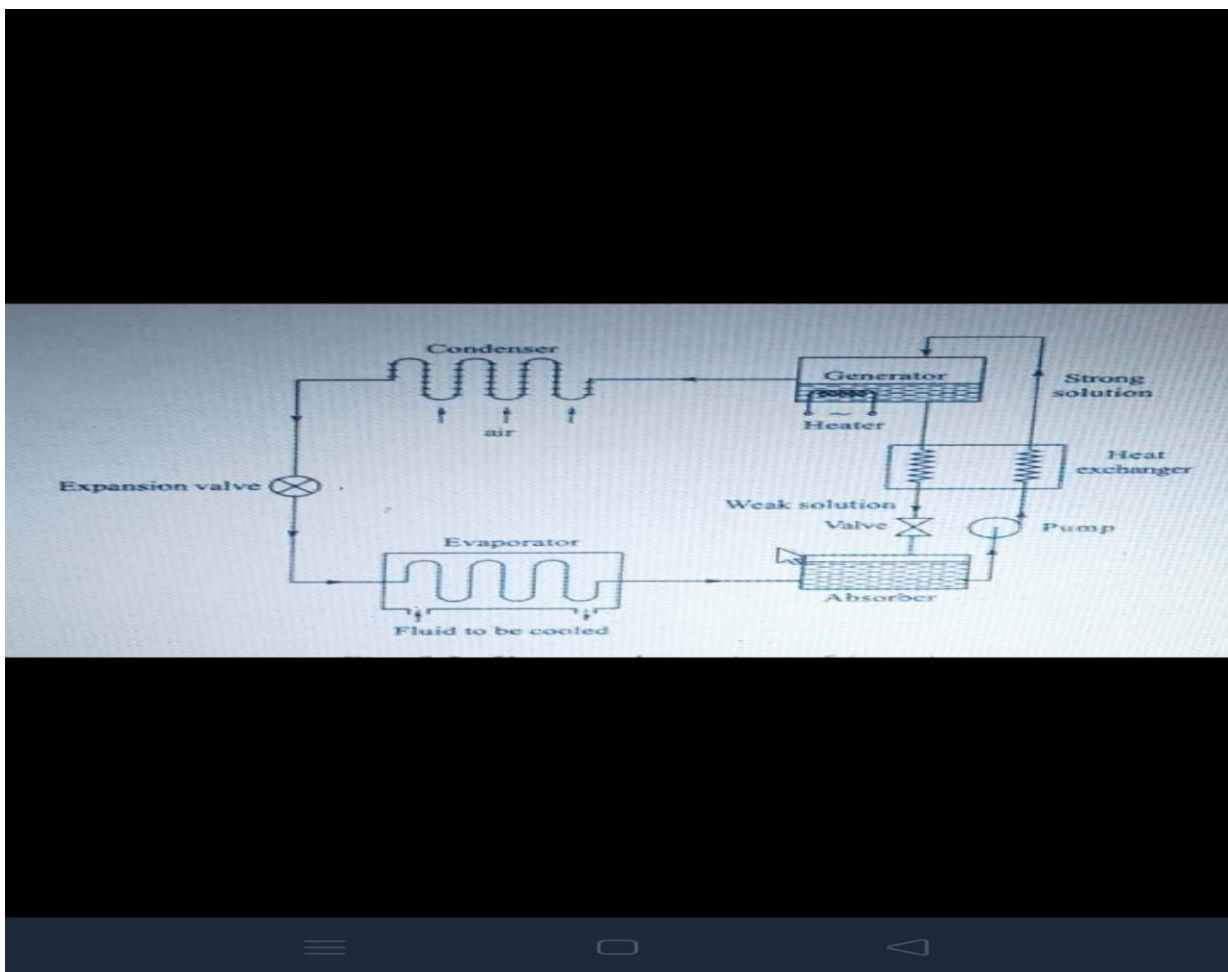 Condenser
air
Generator
Heater
Strong
solution
Heat
exchanger
Expansion valve
Weak solution
Valve
Pump
Evaporator
Absorber
Fluid to be cooled